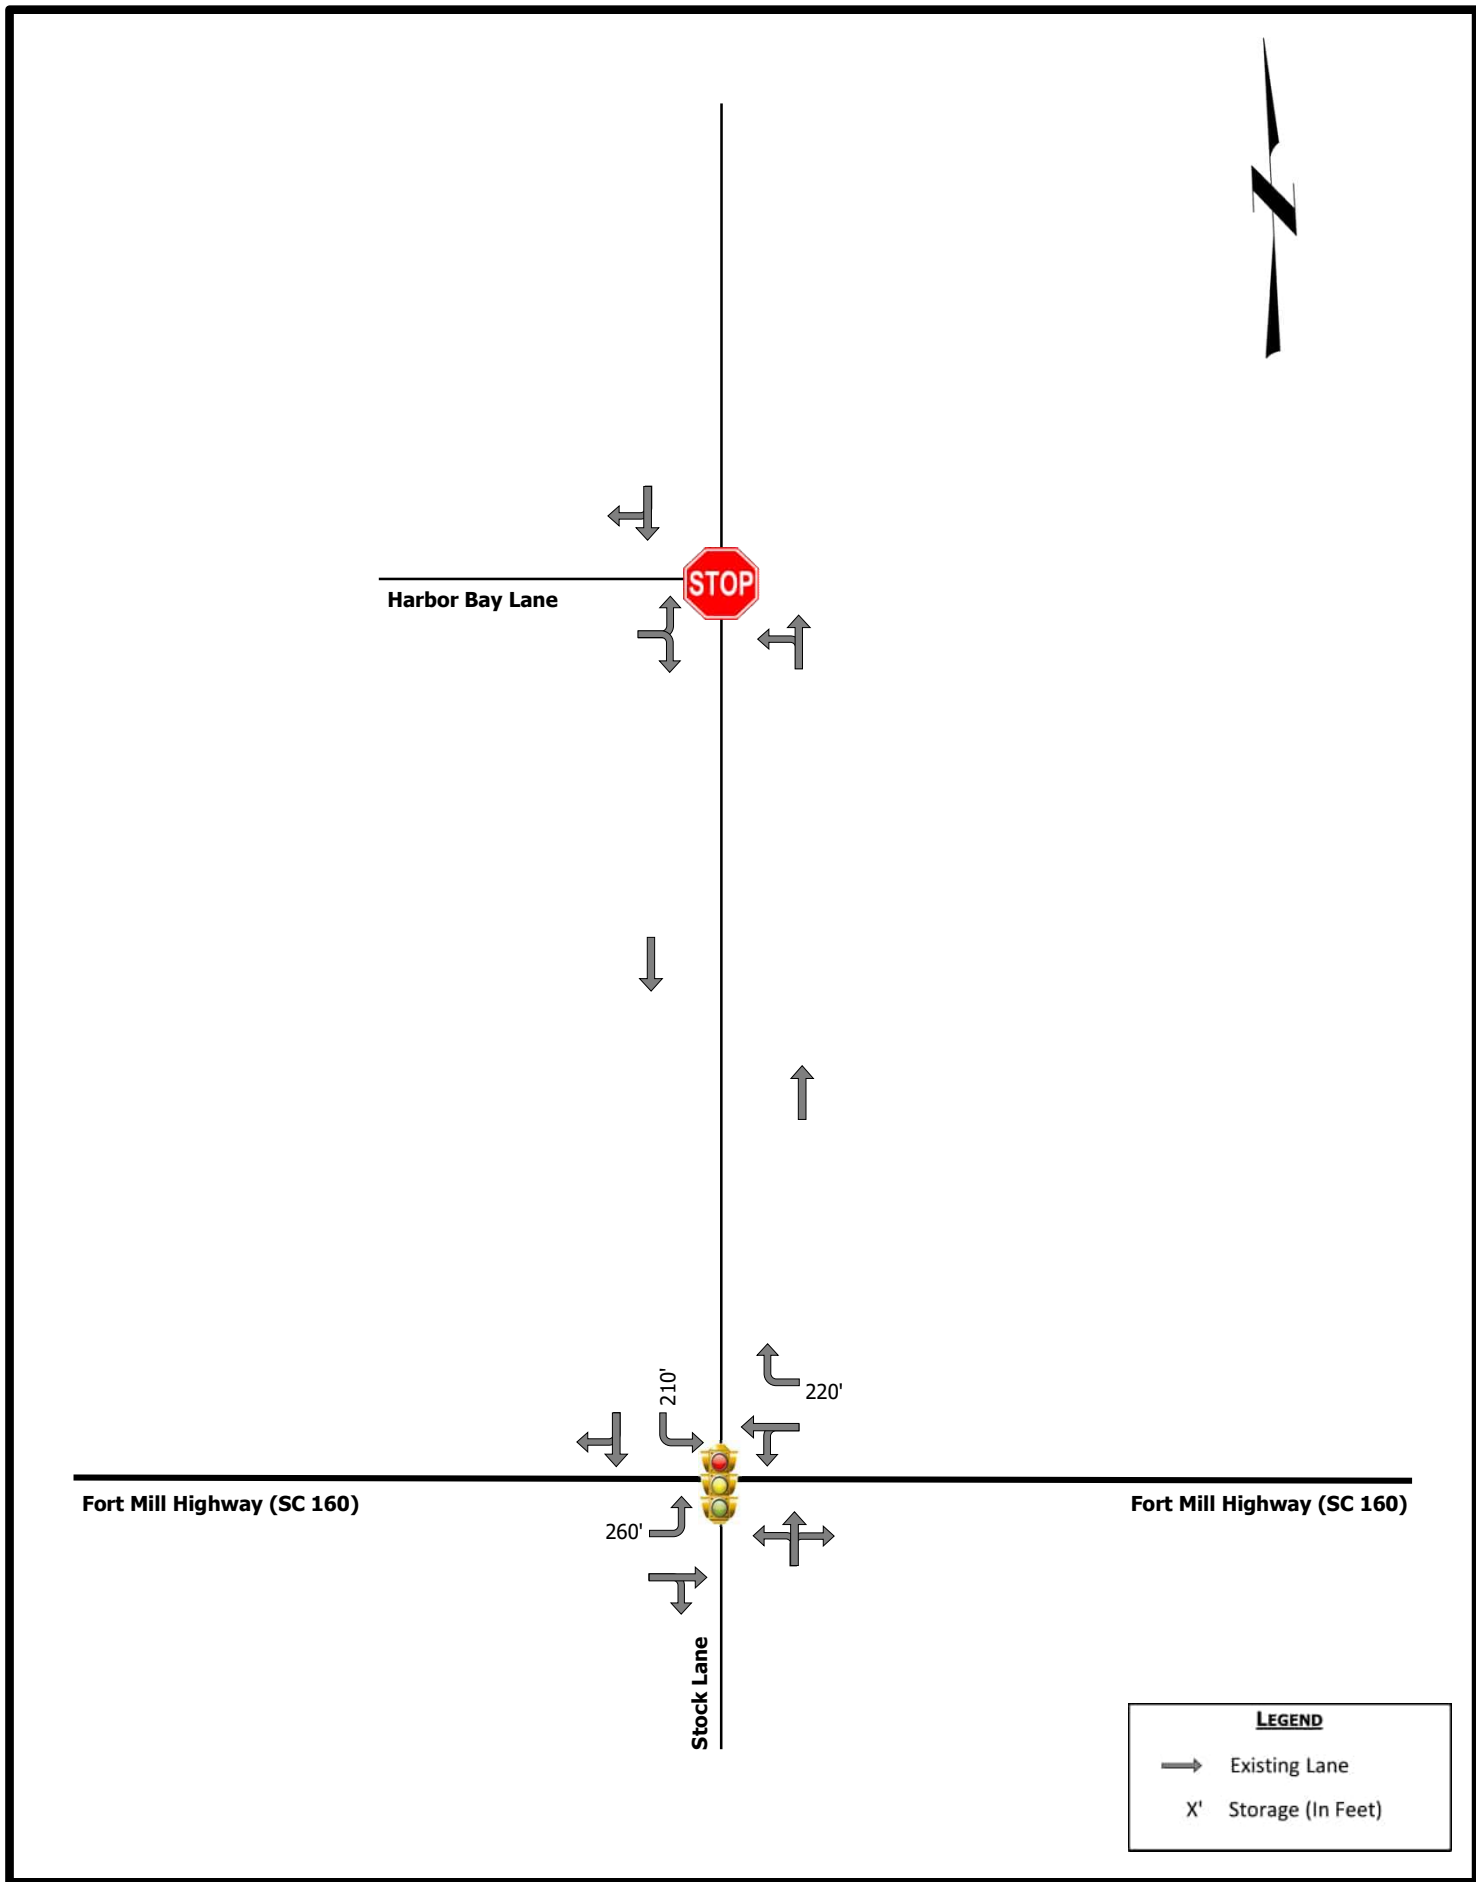 STOP
Harbor Bay Lane
210'
220'
Fort Mill Highway (SC 160)
Fort Mill Highway (SC 160)
260'
Stock Lane
LEGEND
Existing Lane
X' Storage (In Feet)